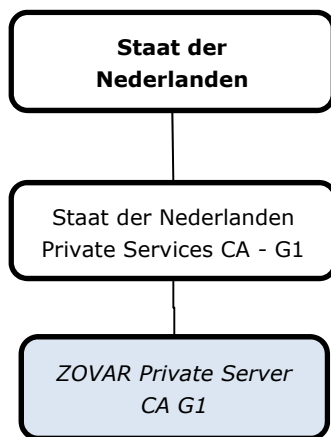 Staat der
Nederlanden
Staat der Nederlanden
Private Services CA - G1
ZOVAR Private Server
CA G1